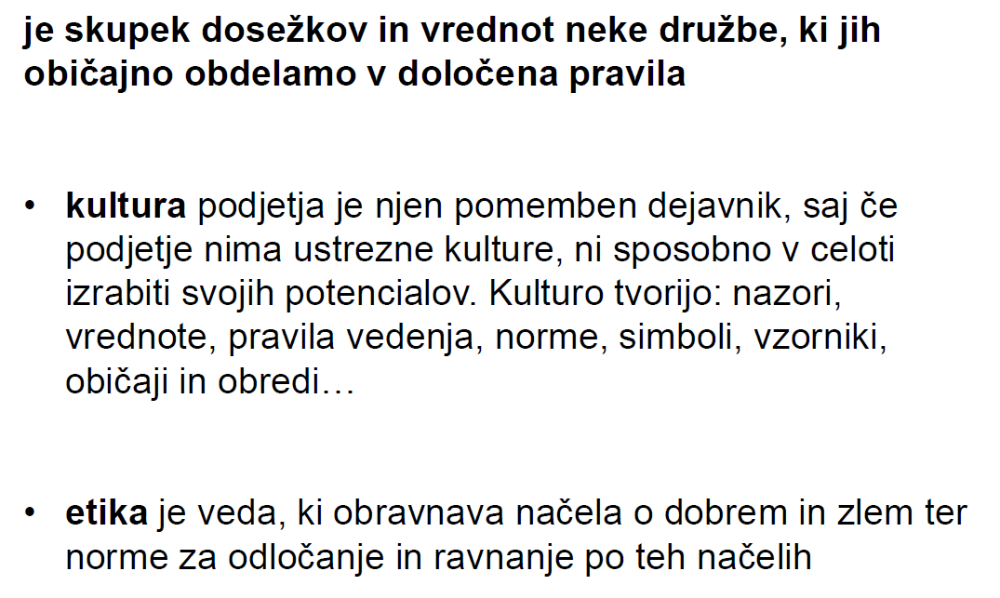 je skupek dosežkov in vrednot neke družbe, ki jih
običajno obdelamo v določena pravila
• kultura podjetja je njen pomemben dejavnik, saj če
podjetje nima ustrezne kulture, ni sposobno v celoti
izrabiti svojih potencialov. Kulturo tvorijo: nazori,
vrednote, pravila vedenja, norme, simboli, vzorniki,
običaji in obredi…
• etika je veda, ki obravnava načela o dobrem in zlem ter
norme za odločanje in ravnanje po teh načelih